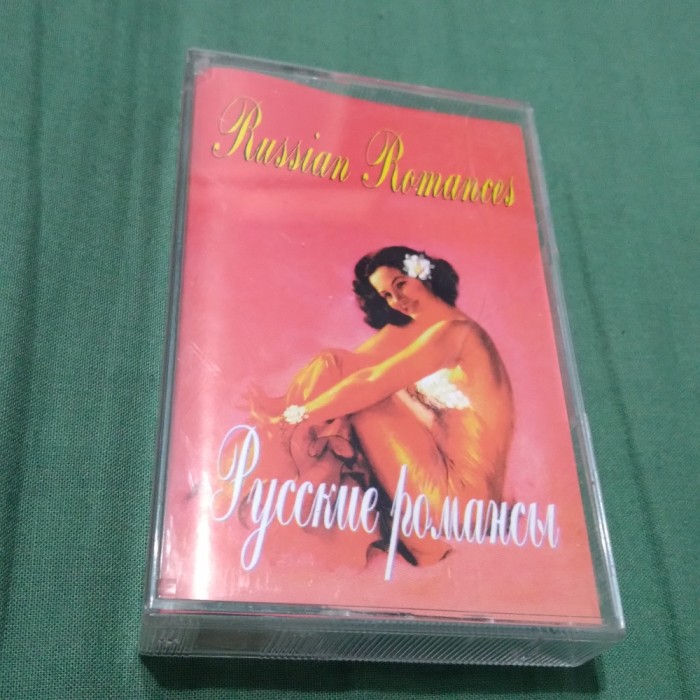 Russian Romances
Русские романсы